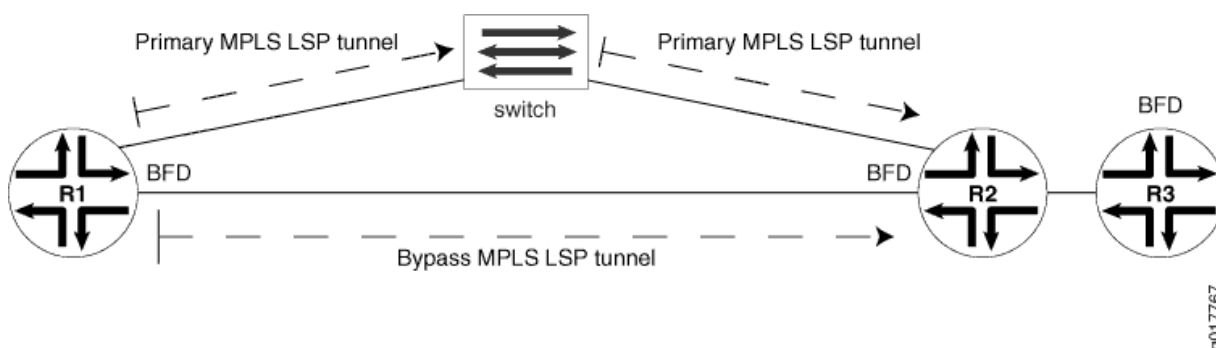 Primary MPLS LSP tunnel
Primary MPLS LSP tunnel
switch
BFD
BFD
BFD
R1
R2
R3
Bypass MPLS LSP tunnel
g017767